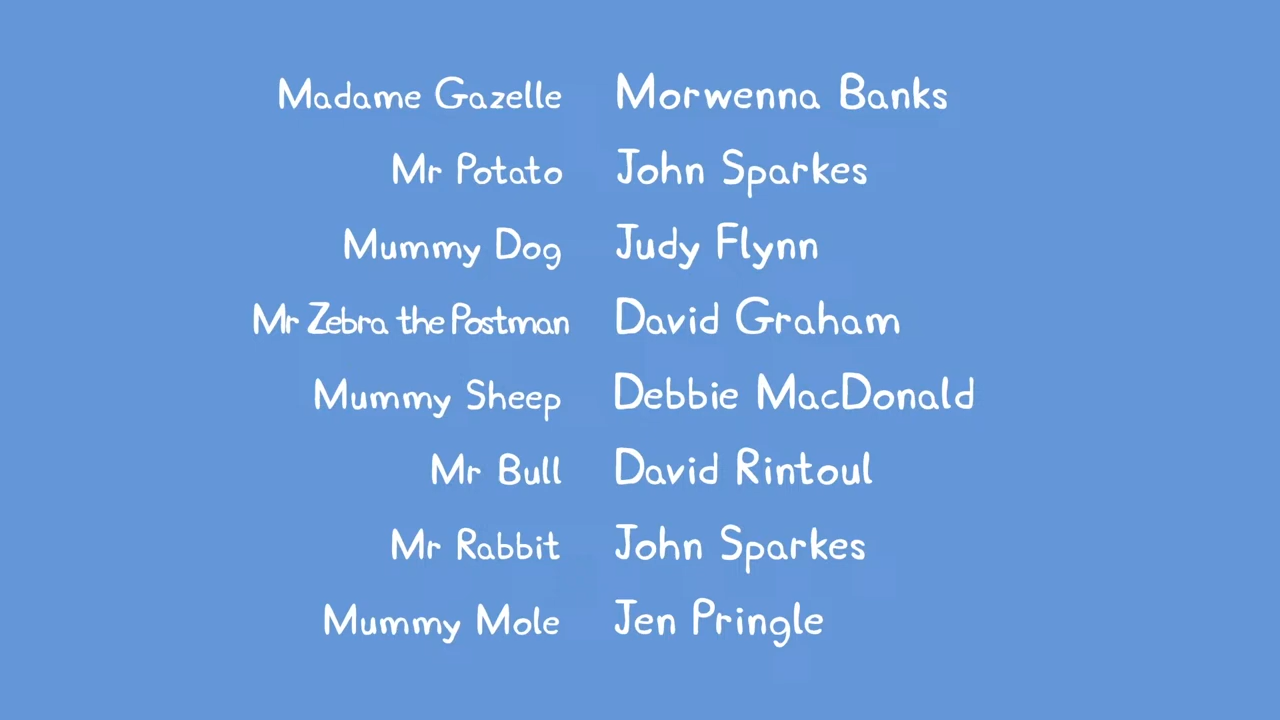 Madame Gazelle Morwenna Banks
Mr Potato John Sparkes
Mummy Dog Judy Flynn
Mr Zebra the Postman David Graham
Mummy Sheep Debbie MacDonald
Mr Bull David Rintoul
Mr Rabbit John Sparkes
Mummy Mole Jen Pringle